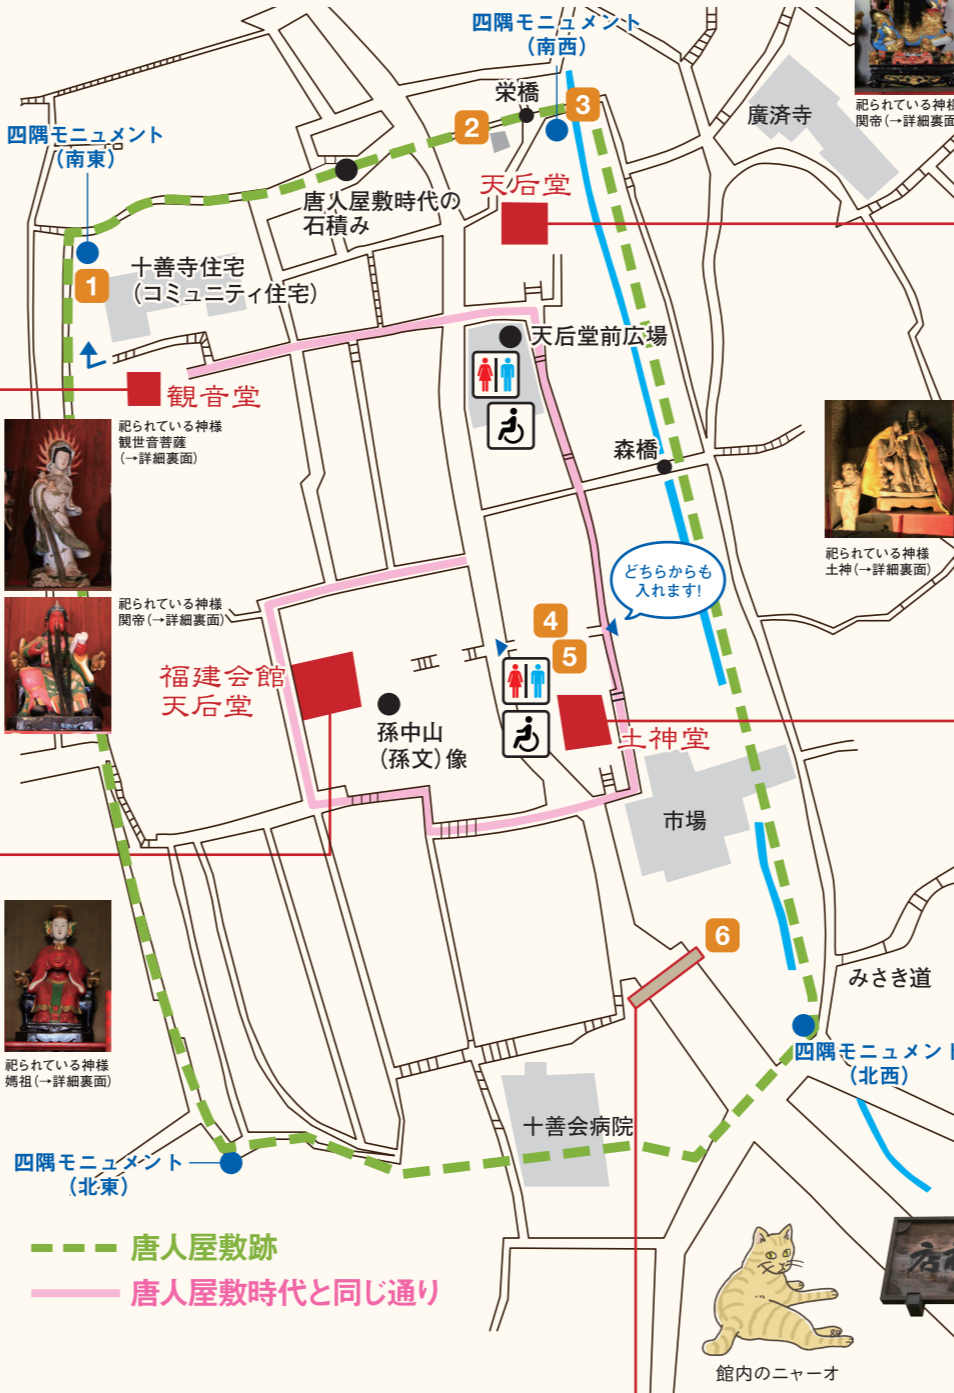 四隅モニュメント
(南西)
栄橋
3
2
廣済寺
祀られている神様
関帝(→詳細裏面
四隅モニュメント
(南東)
唐人屋敷時代の
石積み
天后堂
1
十善寺住宅
(コミュニティ住宅)
天后堂前広場
観音堂
祀られている神様
観世音菩薩
(→詳細裏面)
森橋
祀られている神様
土神(→詳細裏面)
どちらからも
入れます!
祀られている神様
関帝(→詳細裏面)
4
5
福建会館
天后堂
孫中山
(孫文)像
土神堂
市場
6
みさき道
祀られている神様
媽祖(→詳細裏面)
四隅モニュメント
(北西)
十善会病院
四隅モニュメント
(北東)
唐人屋敷跡
唐人屋敷時代と同じ通り
館内のニャーオ